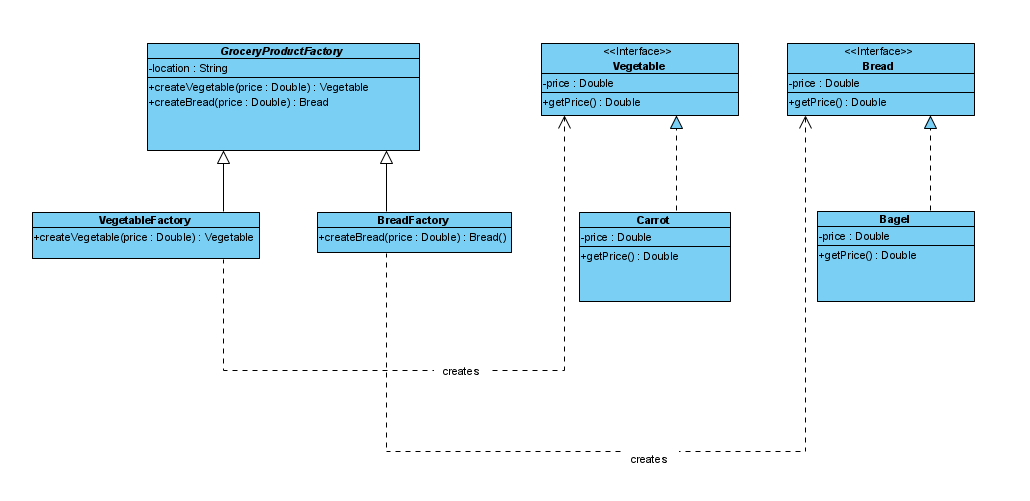 GroceryProductFactory
-location : String
+createVegetable(price : Double) : Vegetable
+createBread(price : Double) : Bread
<<Interface>>
Vegetable
-price : Double
+getPrice() : Double
<<Interface>>
Bread
-price : Double
+getPrice() : Double
VegetableFactory
+createVegetable(price : Double) : Vegetable
BreadFactory
+createBread(price : Double) : Bread()
Carrot
-price : Double
+getPrice() : Double
Bagel
-price : Double
+getPrice() : Double
creates
creates